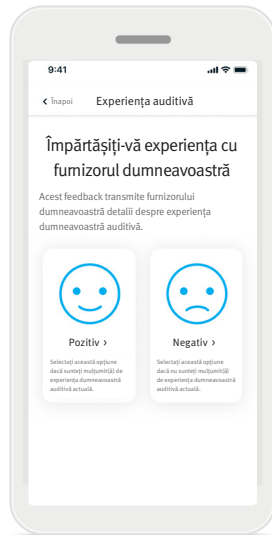 9:41
Înapoi Experiența auditivă
Împărtășiți-vă experiența cu
fumizorul dumneavoastră
Acest feedback transmite furnizorului
dumneavoastră detalii despre experiența
dumneavoastră auditivă.
Pozitiv ›
Selectați această opțiune
dacă sunteți mulțumit(ă) de
experiența dumneavoastră
auditivă actuală.
Negativ ›
Selectați această opțiune
dacă nu sunteți mulțumit(ă)
de experiența dumneavoastră
auditivă actuală.